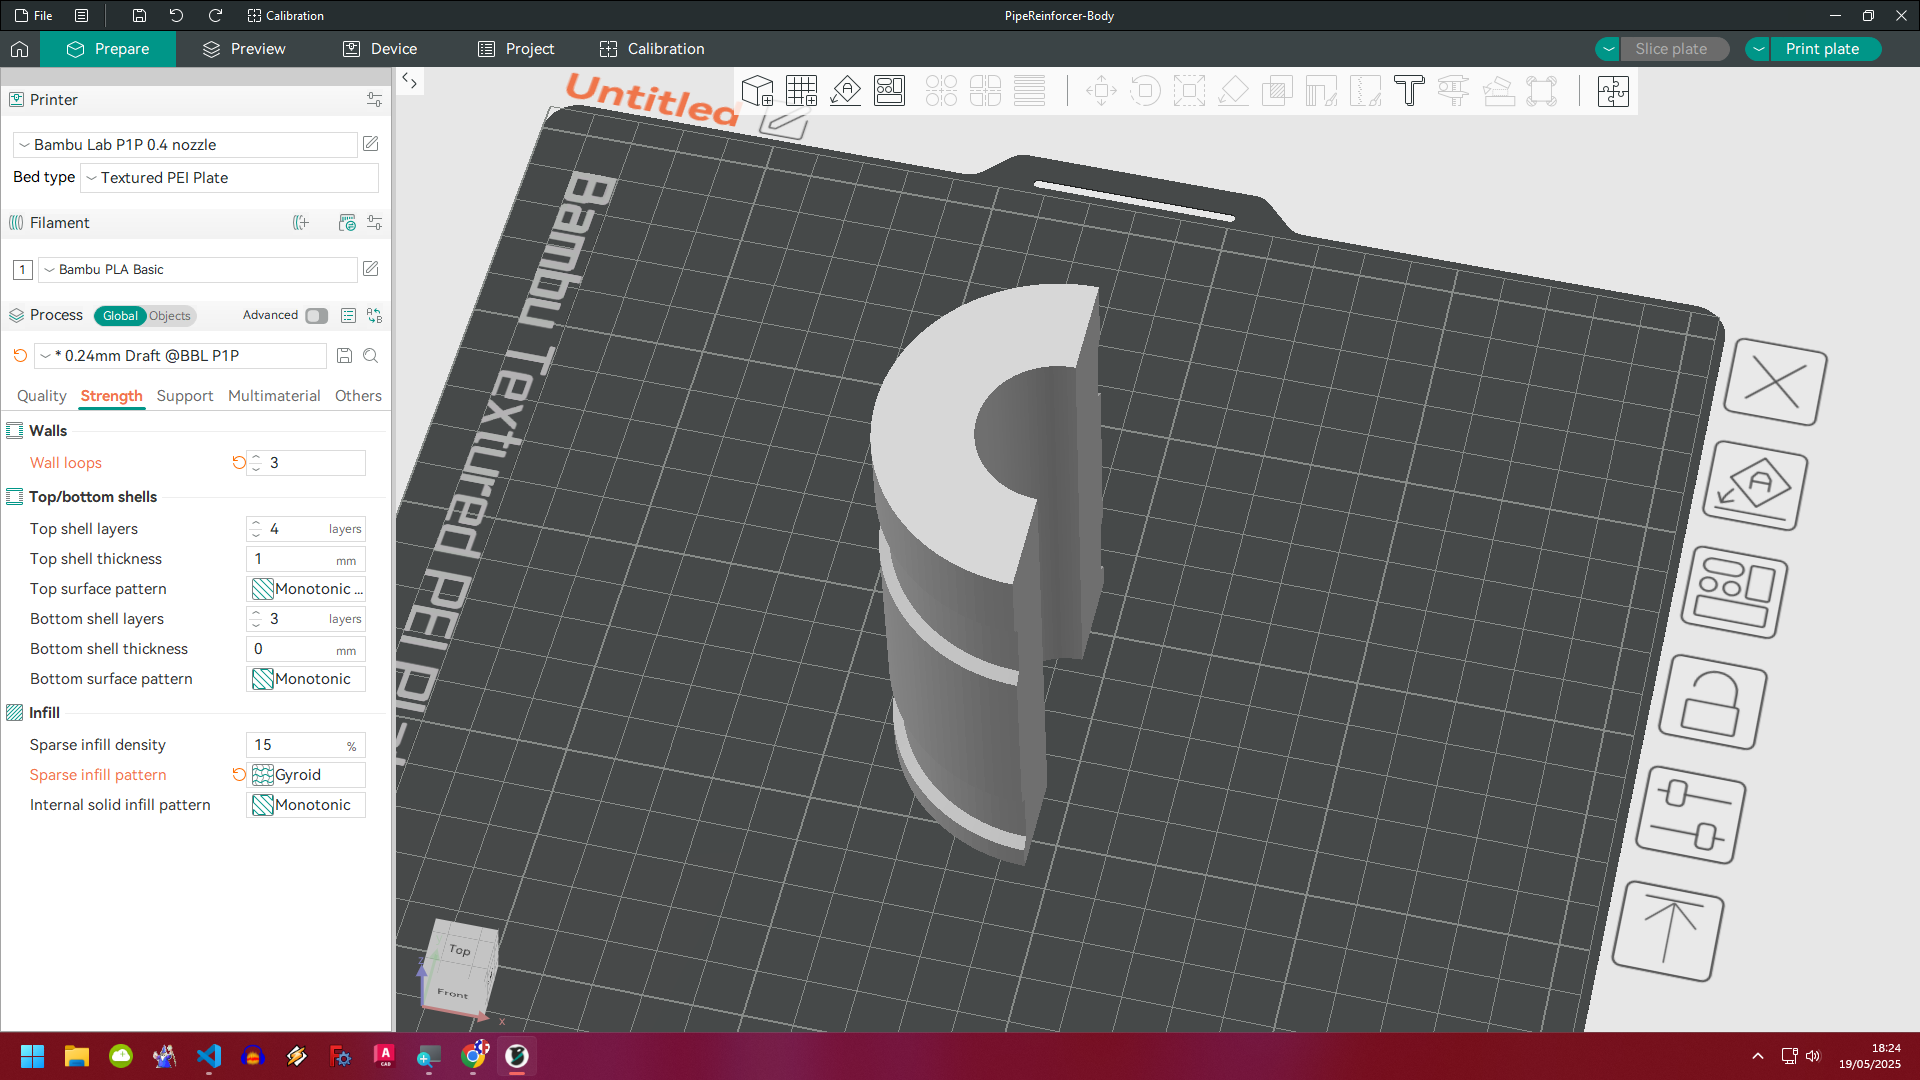 File
Calibration
PipeReinforcer-Body
Prepare
Preview
Device
Project
Calibration
Slice plate
Print plate
Printer
Bambu Lab P1P 0.4 nozzle
Bed type
Textured PEI Plate
Filament
1
Bambu PLA Basic
Process
Global
Objects
Advanced
* 0.24mm Draft @BBL P1P
Quality
Strength
Support
Multimaterial
Others
Walls
Wall loops
3
Top/bottom shells
Top shell layers
4
layers
Top shell thickness
1
mm
Top surface pattern
Monotonic ...
Bottom shell layers
3
layers
Bottom shell thickness
0
mm
Bottom surface pattern
Monotonic
Infill
Sparse infill density
15
%
Sparse infill pattern
Gyroid
Internal solid infill pattern
Monotonic
Untitled
Bambu Textured PEI Pl
Top
Front
z
x
18:24
19/05/2025